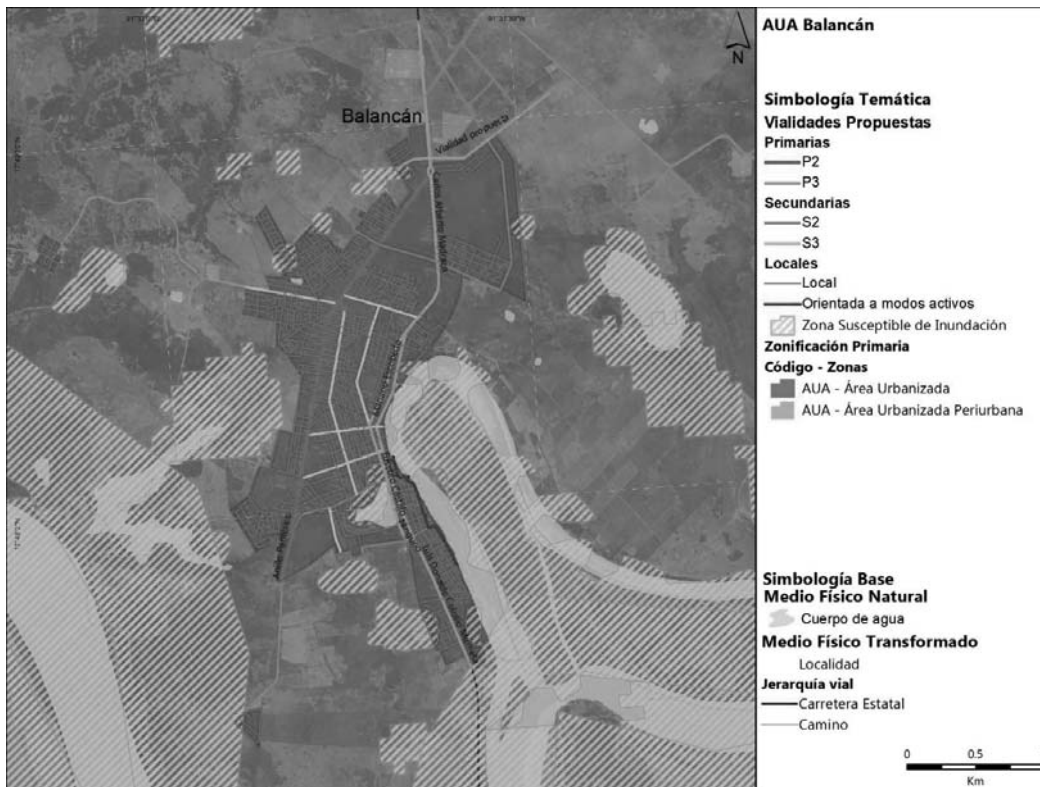 AUA Balancán
N
Balancán
Vialidad propuesta
Simbología Temática
Vialidades Propuestas
Primarias
P2
P3
Secundarias
S2
S3
Locales
Local
Orientada a modos activos
Zona Susceptible de Inundación
Zonificación Primaria
Código - Zonas
AUA - Área Urbanizada
AUA - Área Urbanizada Periurbana
Simbología Base
Medio Físico Natural
Cuerpo de agua
Medio Físico Transformado
Localidad
Jerarquía vial
Carretera Estatal
Camino
0 0.5
Km